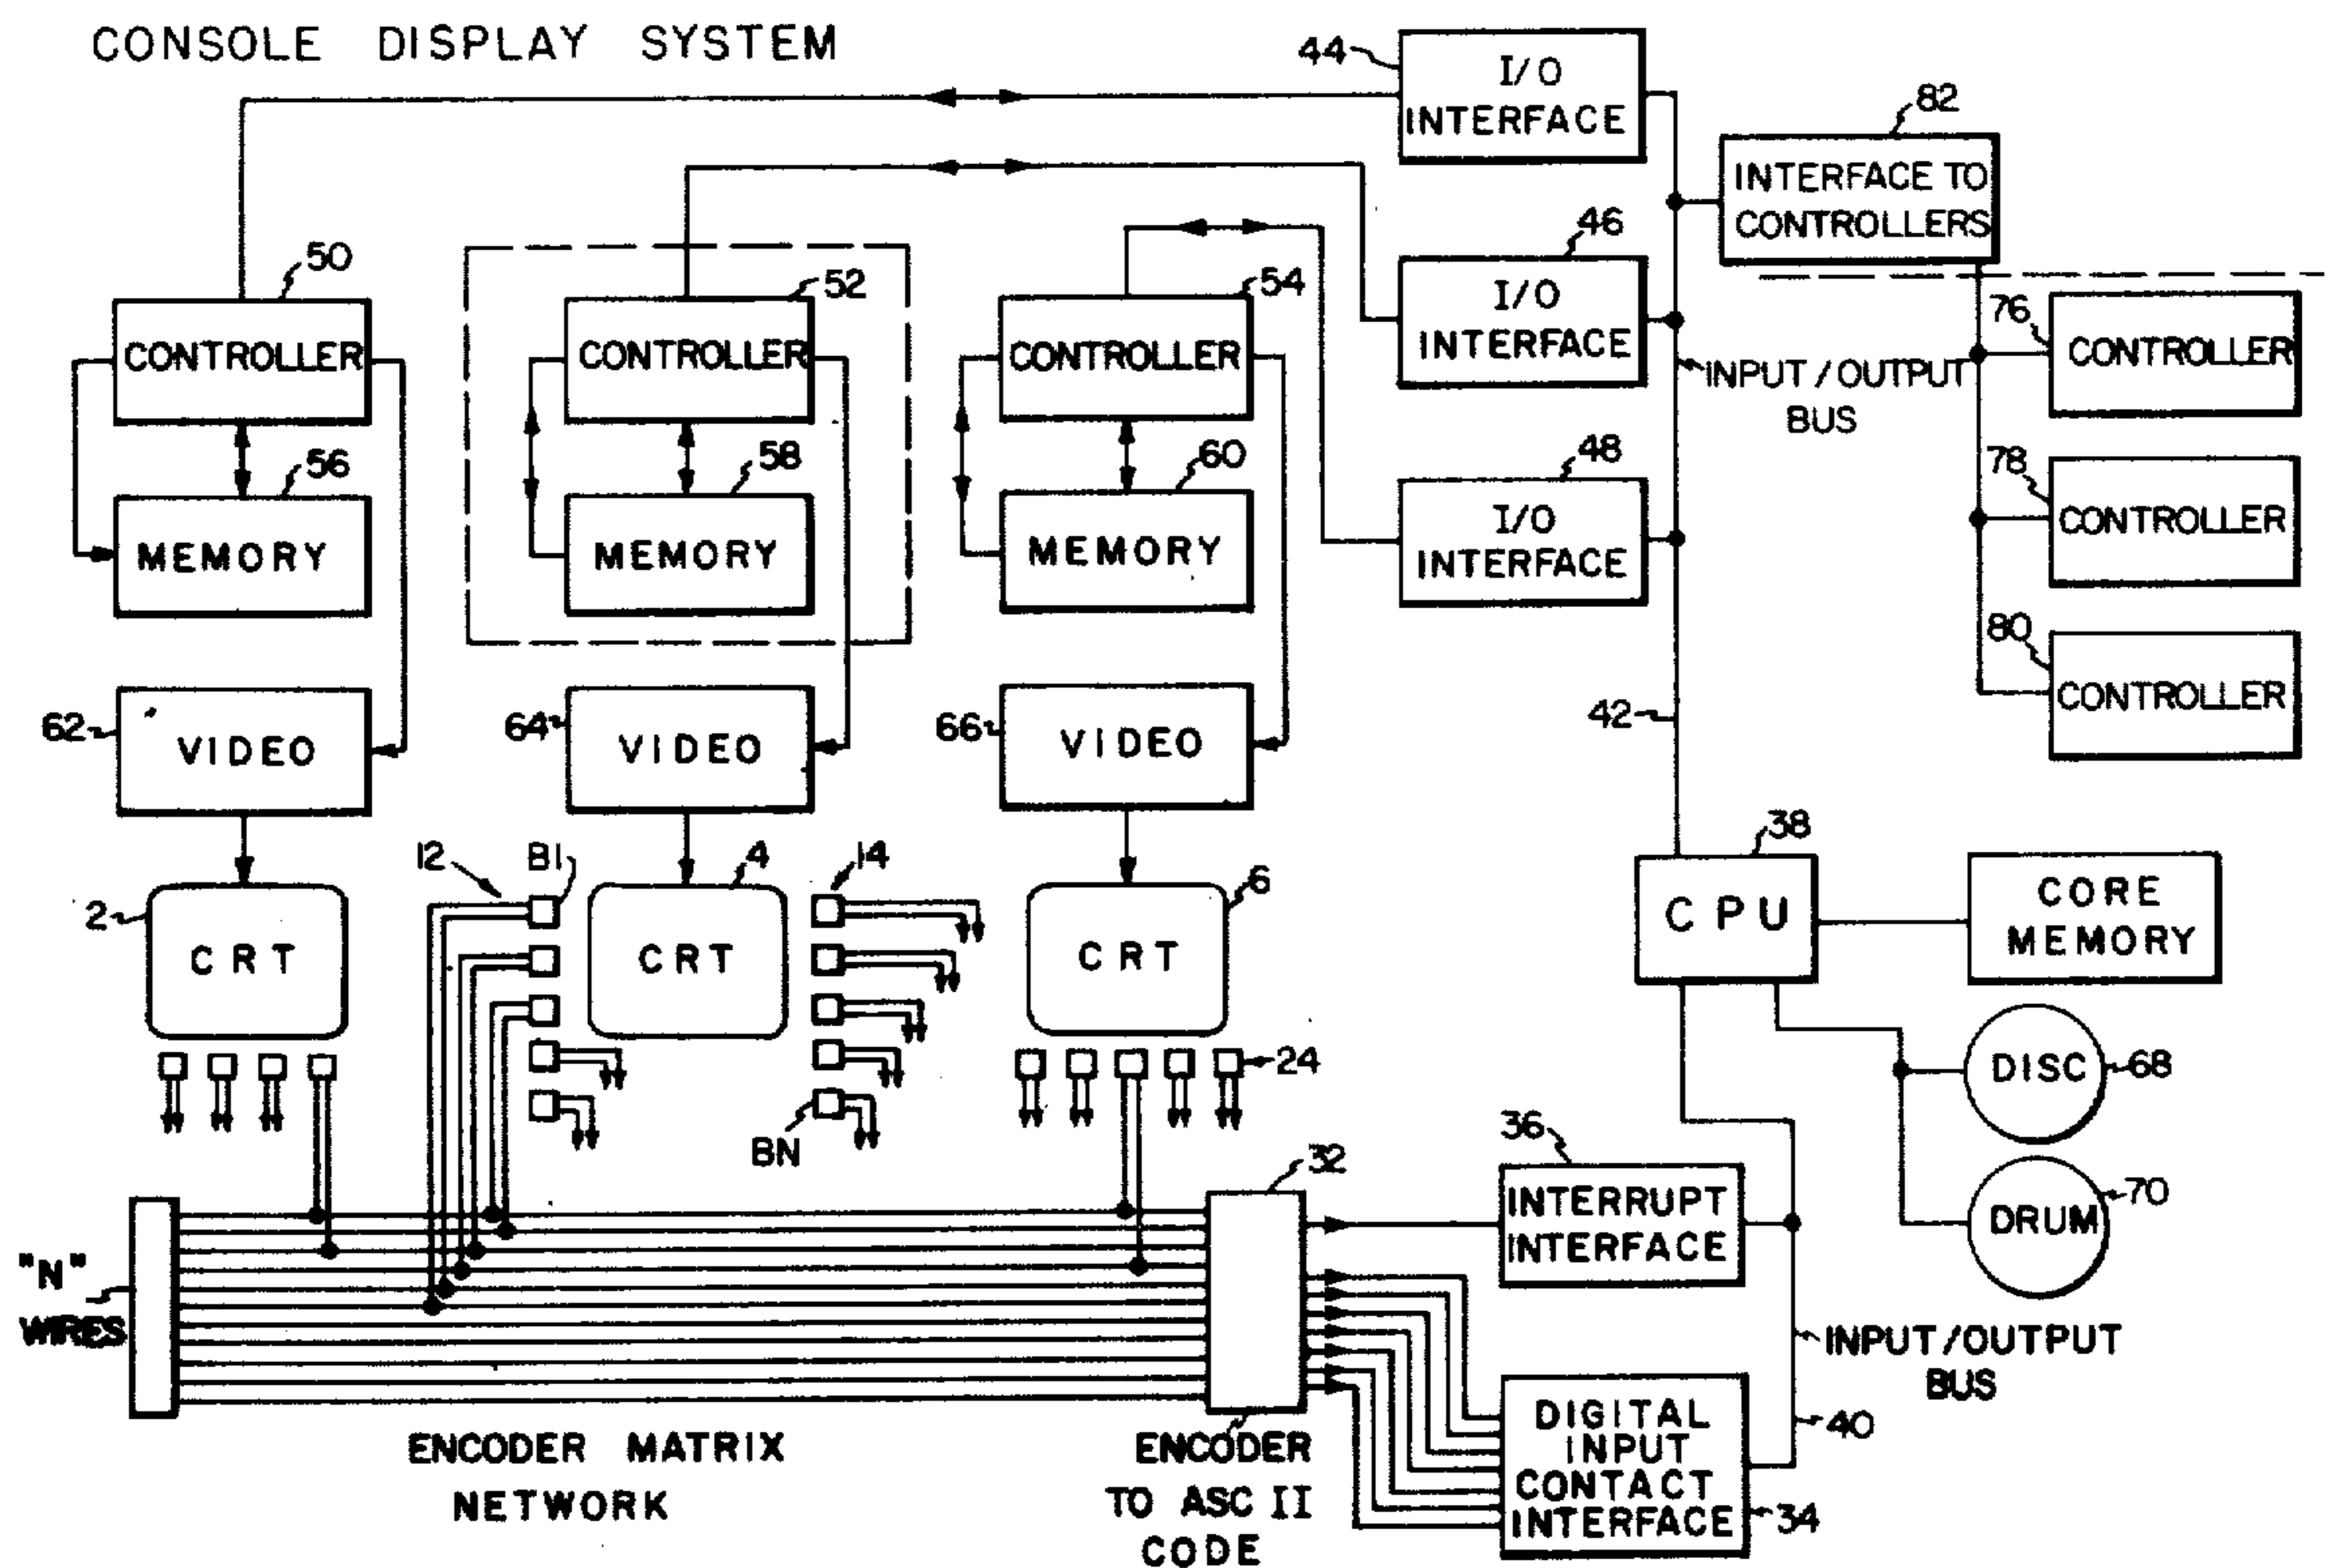 CONSOLE DISPLAY SYSTEM
44
I/O
INTERFACE
82
INTERFACE TO
CONTROLLERS
50
CONTROLLER
52
CONTROLLER
54
CONTROLLER
46
I/O
INTERFACE
INPUT/OUTPUT
BUS
76
CONTROLLER
56
MEMORY
58
MEMORY
60
MEMORY
48
I/O
INTERFACE
78
CONTROLLER
80
CONTROLLER
62
VIDEO
64
VIDEO
66
VIDEO
42
38
CPU
CORE
MEMORY
2
CRT
12
B1
4
CRT
14
BN
6
CRT
24
DISC
68
DRUM
70
"N"
WIRES
32
36
INTERRUPT
INTERFACE
INPUT/OUTPUT
BUS
40
DIGITAL
INPUT
CONTACT
INTERFACE
34
ENCODER MATRIX
NETWORK
ENCODER
TO ASC II
CODE